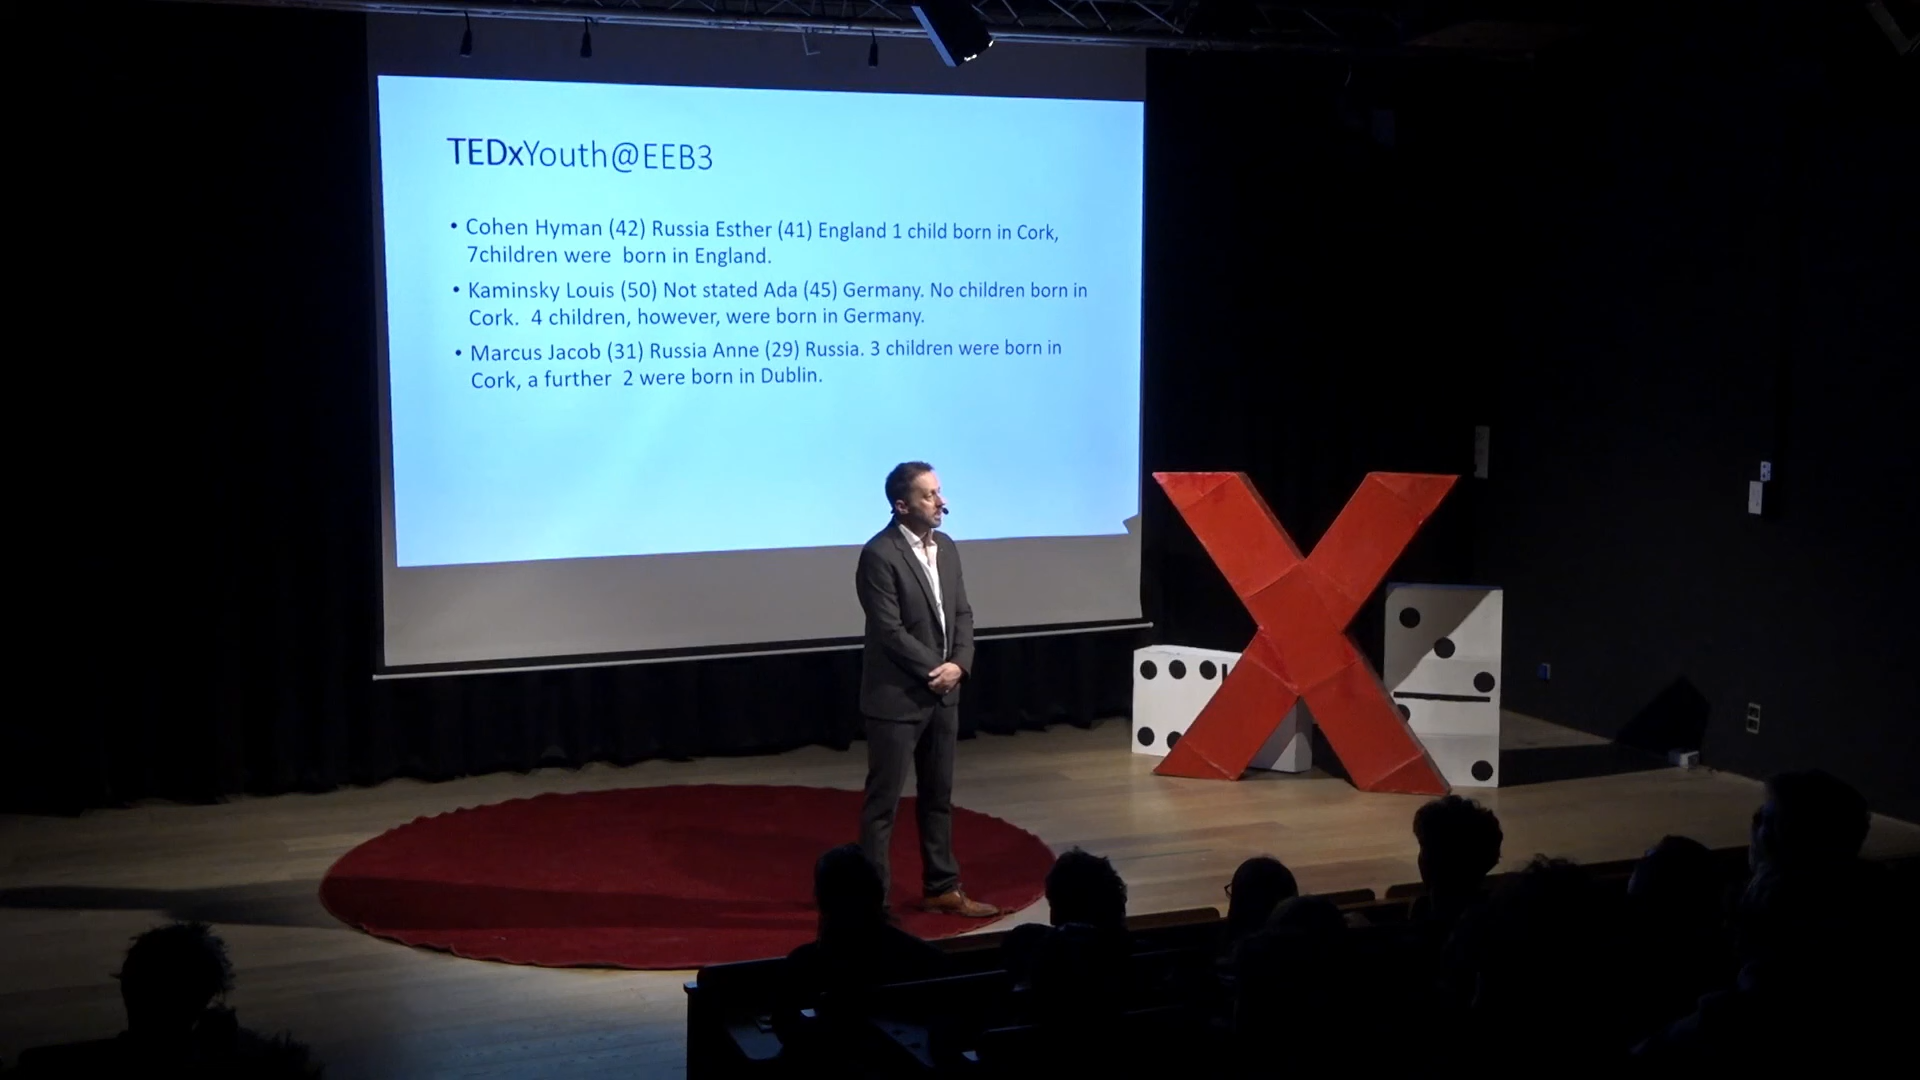 TEDxYouth@EEB3
• Cohen Hyman (42) Russia Esther (41) England 1 child born in Cork,
7children were  born in England.
• Kaminsky Louis (50) Not stated Ada (45) Germany. No children born in
Cork.  4 children, however, were born in Germany.
• Marcus Jacob (31) Russia Anne (29) Russia. 3 children were born in
Cork, a further  2 were born in Dublin.
X